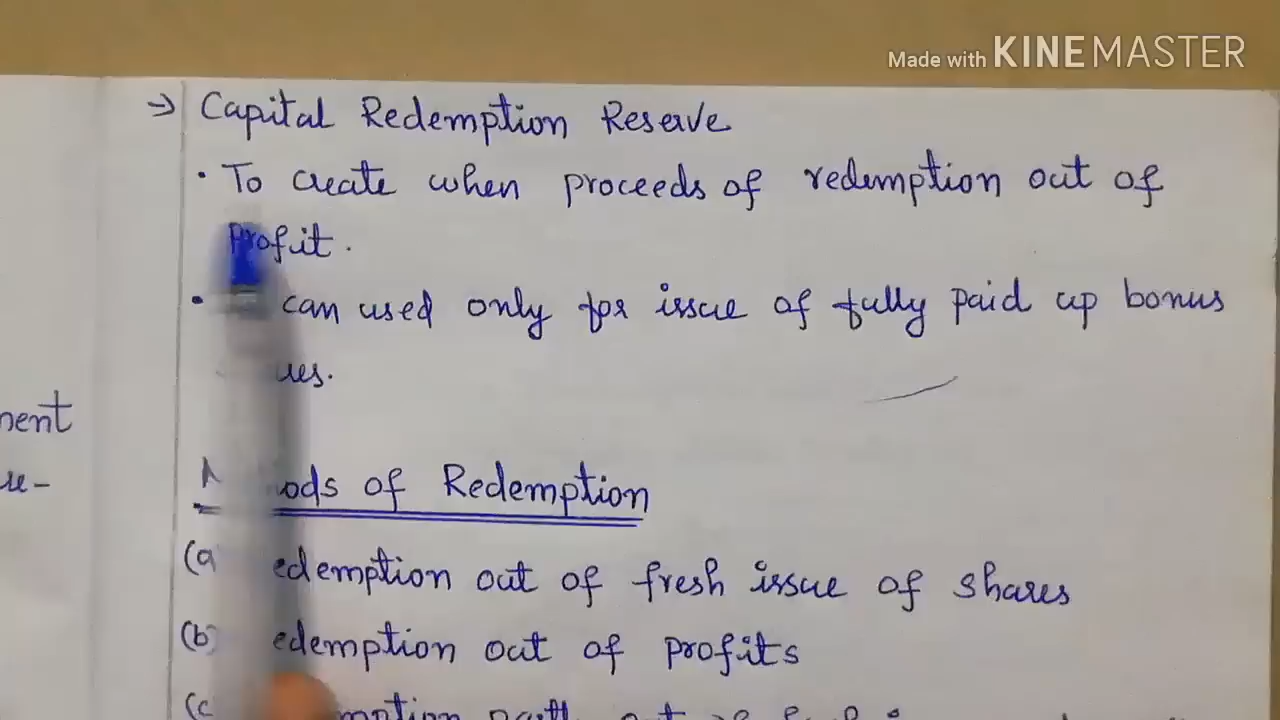 Made with KINEMASTER
→ Capital Redemption Reserve
• To create when proceeds of redemption out of
Profit.
• can used only for issue of fully paid up bonus
nent
ods of Redemption
(a edemption out of fresh issue of shares
(b) edemption out of profits
(c